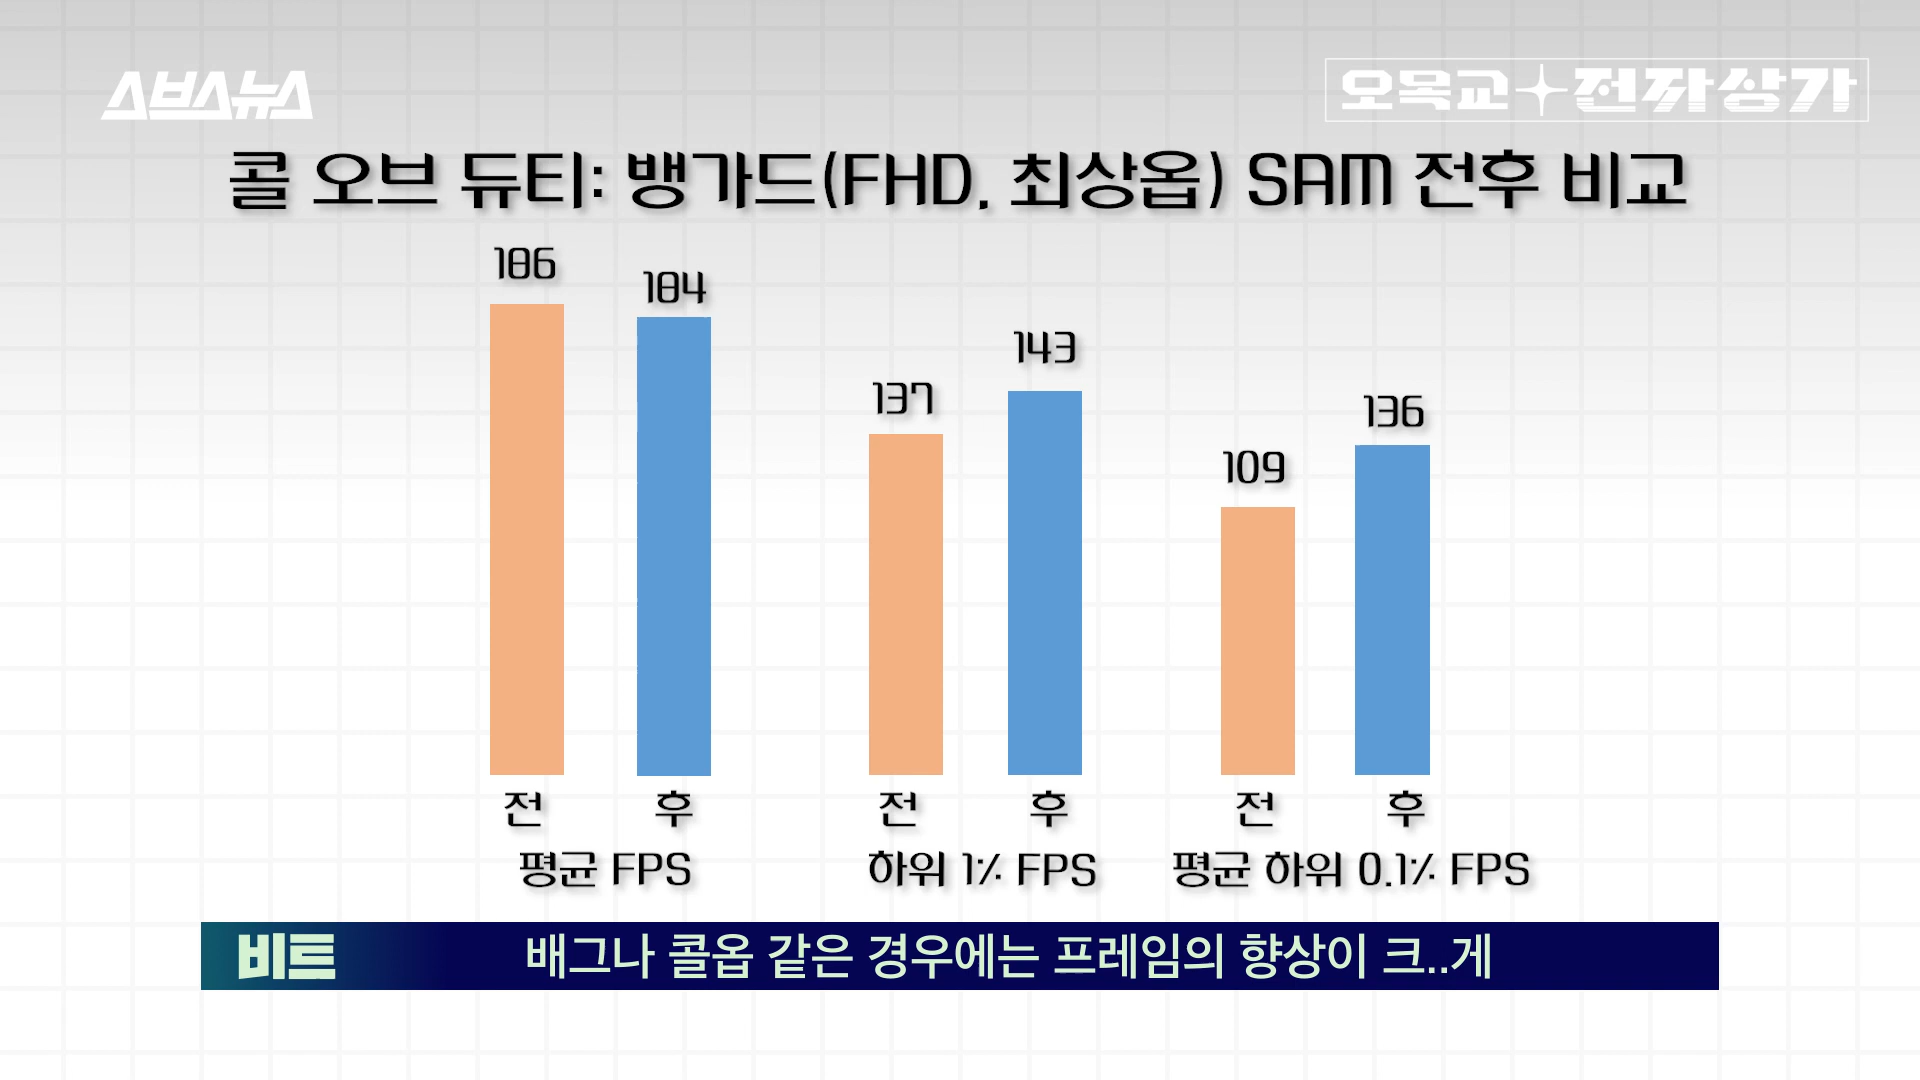 스브스뉴스
오목교 전자상가
콜 오브 듀티: 뱅가드(FHD, 최상옵) SAM 전후 비교
186
184
137
143
109
136
전 후 전 후 전 후
평균 FPS 하위 1% FPS 평균 하위 0.1% FPS
비트 배그나 콜옵 같은 경우에는 프레임의 향상이 크..게